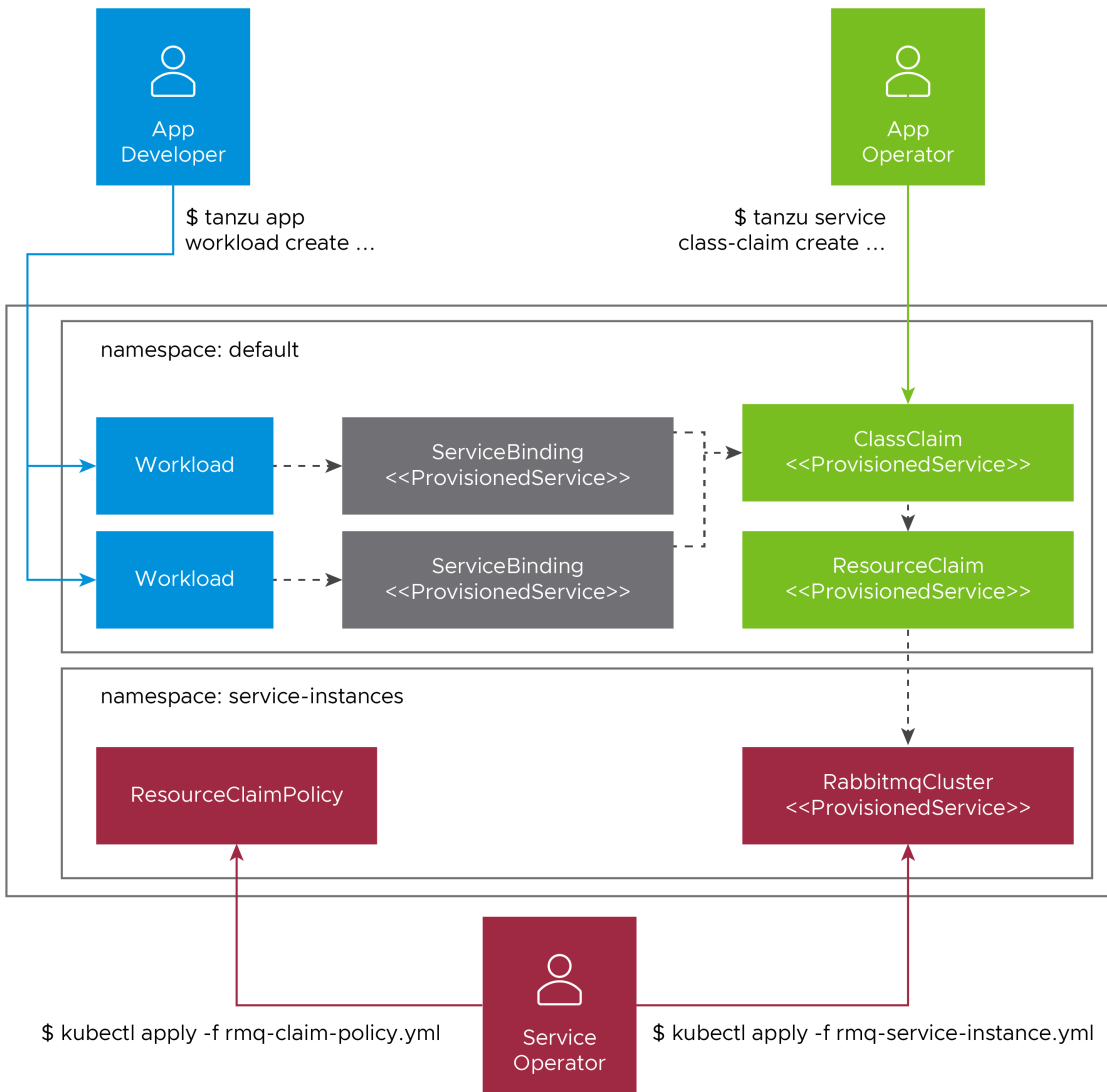 App
Developer
App
Operator
$ tanzu app
workload create ...
$ tanzu service
class-claim create ...
namespace: default
Workload
ServiceBinding
<<ProvisionedService>>
ClassClaim
<<ProvisionedService>>
Workload
ServiceBinding
<<ProvisionedService>>
ResourceClaim
<<ProvisionedService>>
namespace: service-instances
ResourceClaimPolicy
RabbitmqCluster
<<ProvisionedService>>
$ kubectl apply -f rmq-claim-policy.yml
Service
Operator
$ kubectl apply -f rmq-service-instance.yml